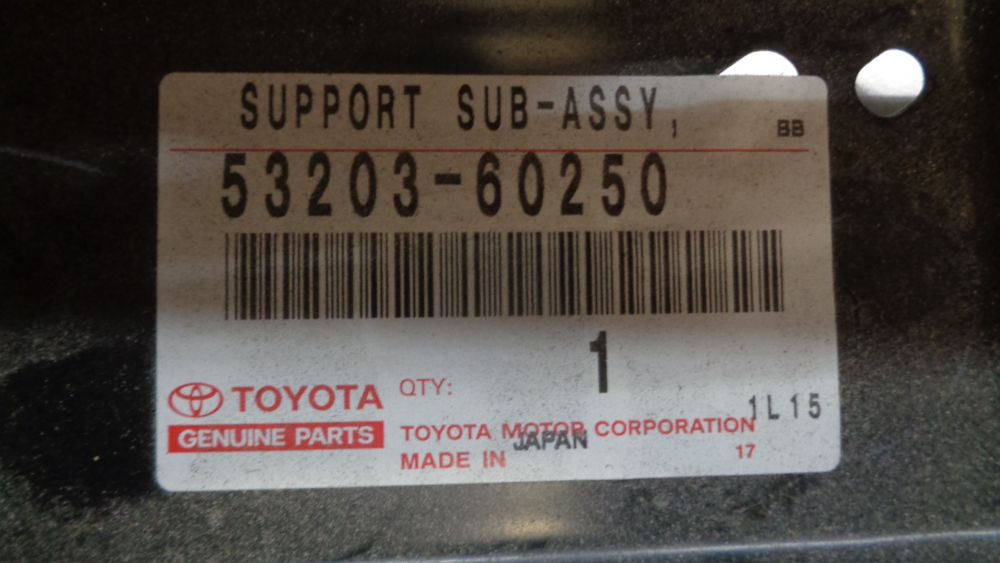 SUPPORT SUB-ASSY,
BB
53203-60250
1
QTY:
TOYOTA
GENUINE PARTS
1L15
TOYOTA MOTOR CORPORATION
MADE IN JAPAN
17